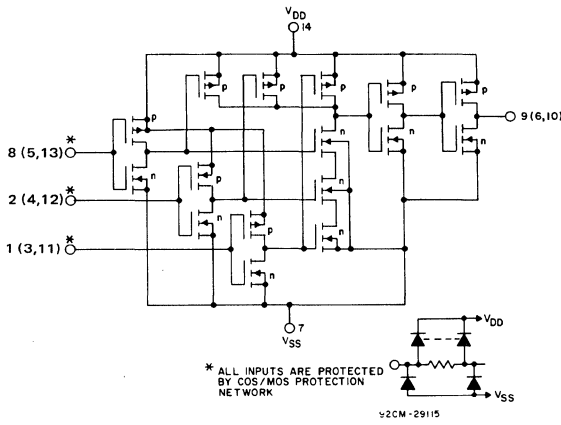 VDD
14
p
p
p
p
p
p
9 (6,10)
n
n
n
*
8 (5,13)
n
p
n
*
2 (4,12)
n
p
n
*
1 (3,11)
n
n
7
VSS
* ALL INPUTS ARE PROTECTED
BY COS/MOS PROTECTION
NETWORK
VDD
VSS
92CM-29115